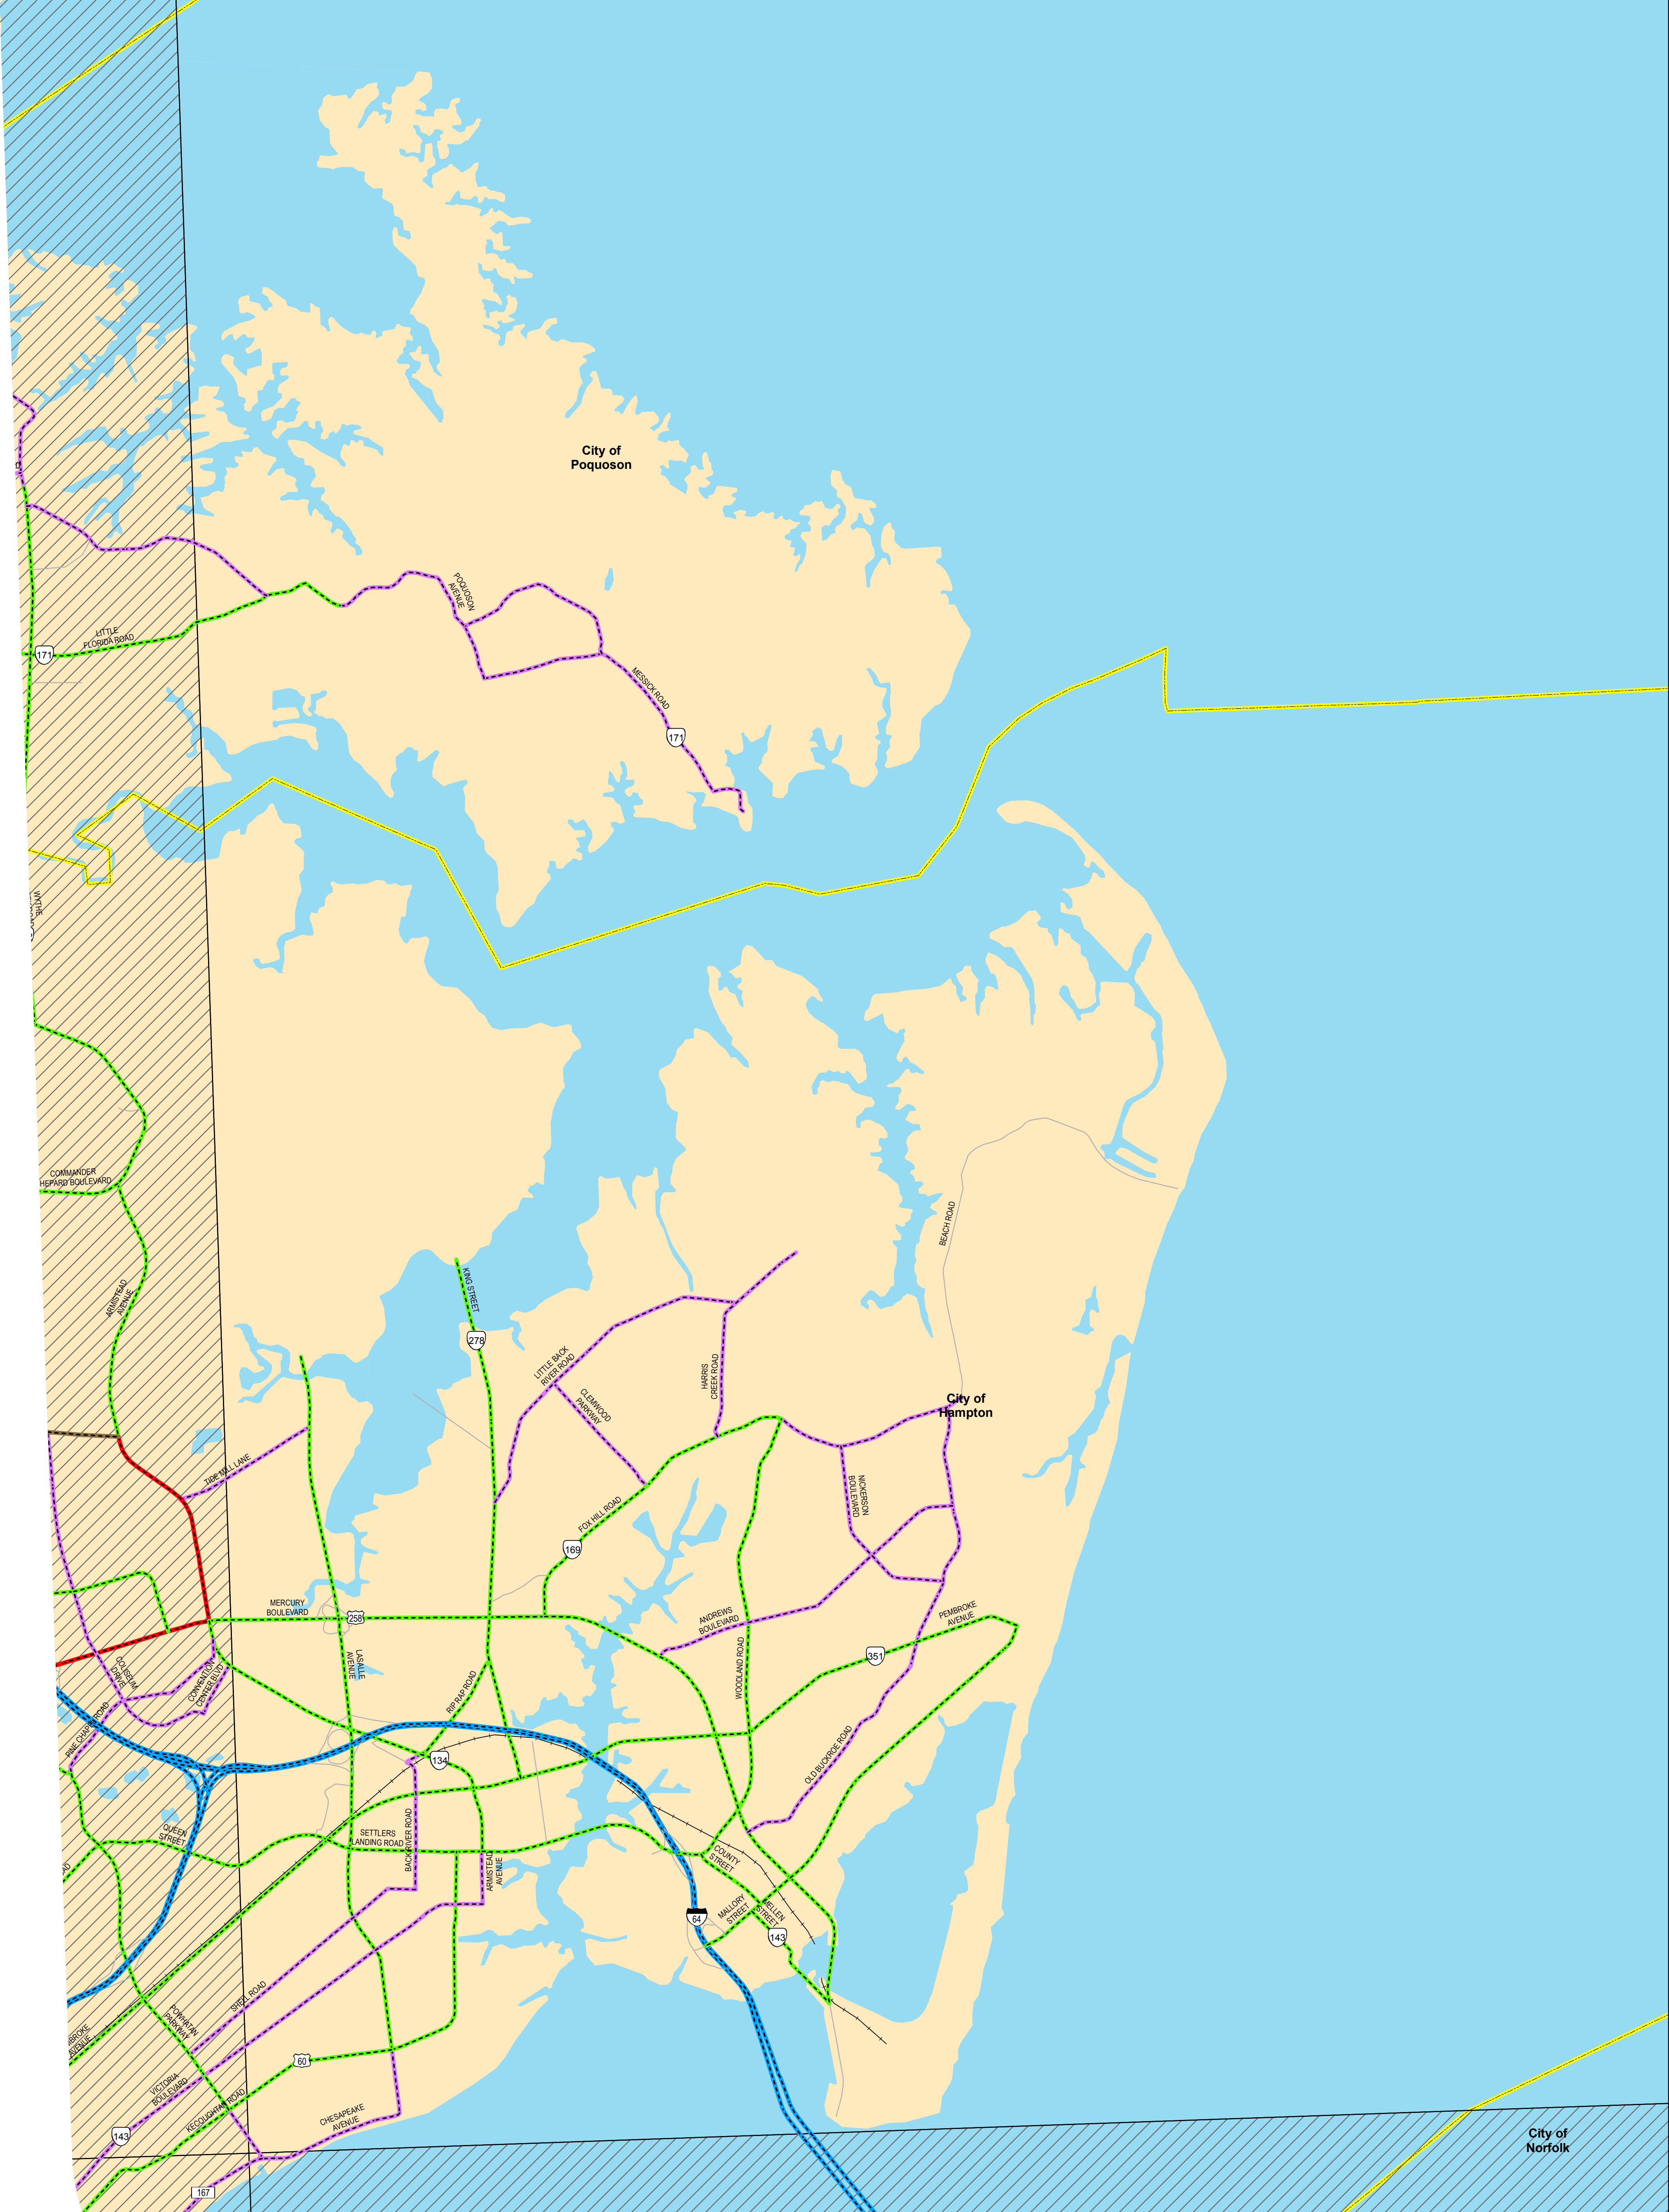 City of
Poquoson
POQUOSON
AVENUE
LITTLE
FLORIDA ROAD
171
MESSICK ROAD
171
WYTHE
COMMANDER
HEPARD BOULEVARD
BEACH ROAD
ARMISTEAD
AVENUE
KING STREET
278
LITTLE BACK
RIVER ROAD
HARRIS
CREEK ROAD
CLEMWOOD
PARKWAY
City of
Hampton
TIDE MILL LANE
NICKERSON
BOULEVARD
FOX HILL ROAD
169
MERCURY
BOULEVARD
258
ANDREWS
BOULEVARD
PEMBROKE
AVENUE
351
WOODLAND ROAD
LASALLE
AVENUE
COLISEUM
DRIVE
CONVENTION
CENTER BLVD
RIP RAP ROAD
PINE CHAPEL ROAD
134
OLD BUCKROE ROAD
QUEEN
STREET
SETTLERS
LANDING ROAD
BACK RIVER ROAD
ARMISTEAD
AVENUE
COUNTY
STREET
AD
MALLORY
STREET
MELLEN
STREET
64
143
SHELL ROAD
POWHATAN
PARKWAY
BROKE
AVENUE
60
VICTORIA
BOULEVARD
KECOUGHTAN ROAD
CHESAPEAKE
AVENUE
143
167
City of
Norfolk